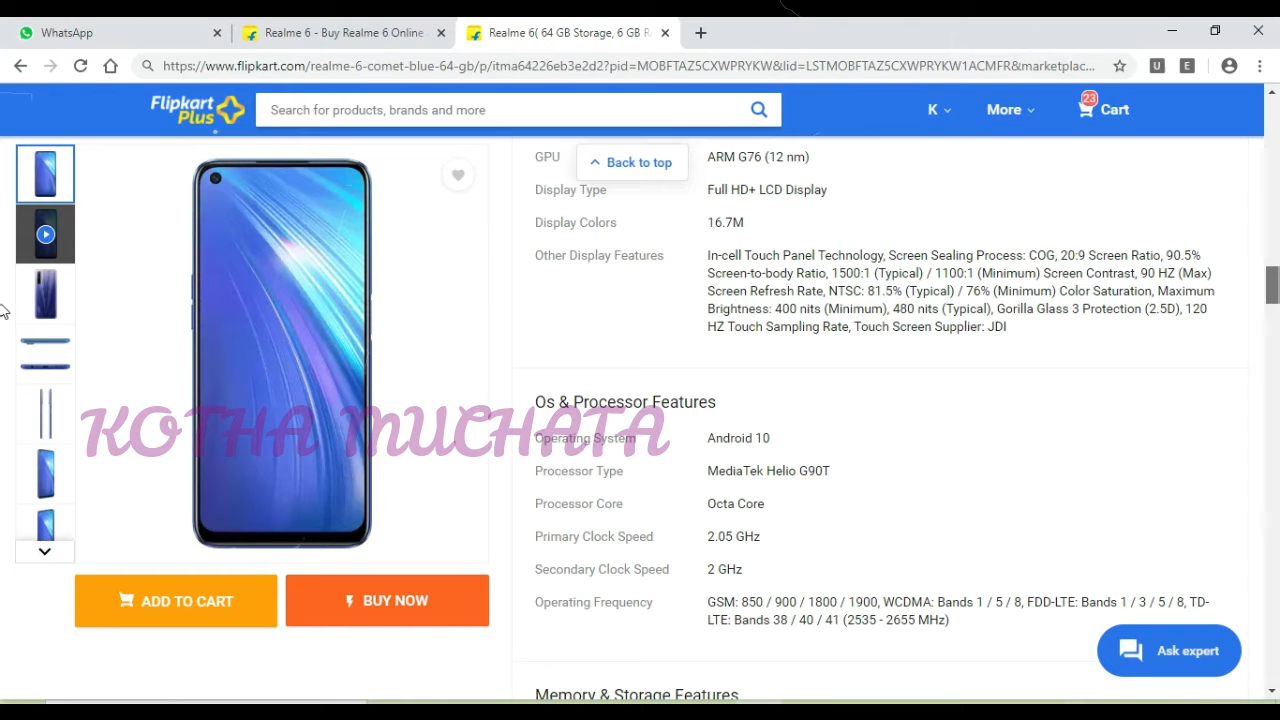 WhatsApp
Realme 6 - Buy Realme 6 Online
Realme 6( 64 GB Storage, 6 GB R
https://www.flipkart.com/realme-6-comet-blue-64-gb/p/itma64226eb3e2d2?pid=MOBFTAZ5CXWPRYKW&lid=LSTMOBFTAZ5CXWPRYKW1ACMFR&marketplac...
U
E
Flipkart
Plus
Search for products, brands and more
K
More
23
Cart
GPU
ARM G76 (12 nm)
Back to top
Display Type
Full HD+ LCD Display
Display Colors
16.7M
Other Display Features
In-cell Touch Panel Technology, Screen Sealing Process: COG, 20:9 Screen Ratio, 90.5%
Screen-to-body Ratio, 1500:1 (Typical) / 1100:1 (Minimum) Screen Contrast, 90 HZ (Max)
Screen Refresh Rate, NTSC: 81.5% (Typical) / 76% (Minimum) Color Saturation, Maximum
Brightness: 400 nits (Minimum), 480 nits (Typical), Gorilla Glass 3 Protection (2.5D), 120
HZ Touch Sampling Rate, Touch Screen Supplier: JDI
Os & Processor Features
KOTHA MUCHATA
Operating System
Android 10
Processor Type
MediaTek Helio G90T
Processor Core
Octa Core
Primary Clock Speed
2.05 GHz
Secondary Clock Speed
2 GHz
Operating Frequency
GSM: 850 / 900 / 1800 / 1900, WCDMA: Bands 1 / 5 / 8, FDD-LTE: Bands 1 / 3 / 5 / 8, TD-
LTE: Bands 38 / 40 / 41 (2535 - 2655 MHz)
ADD TO CART
BUY NOW
Ask expert
Memory & Storage Features